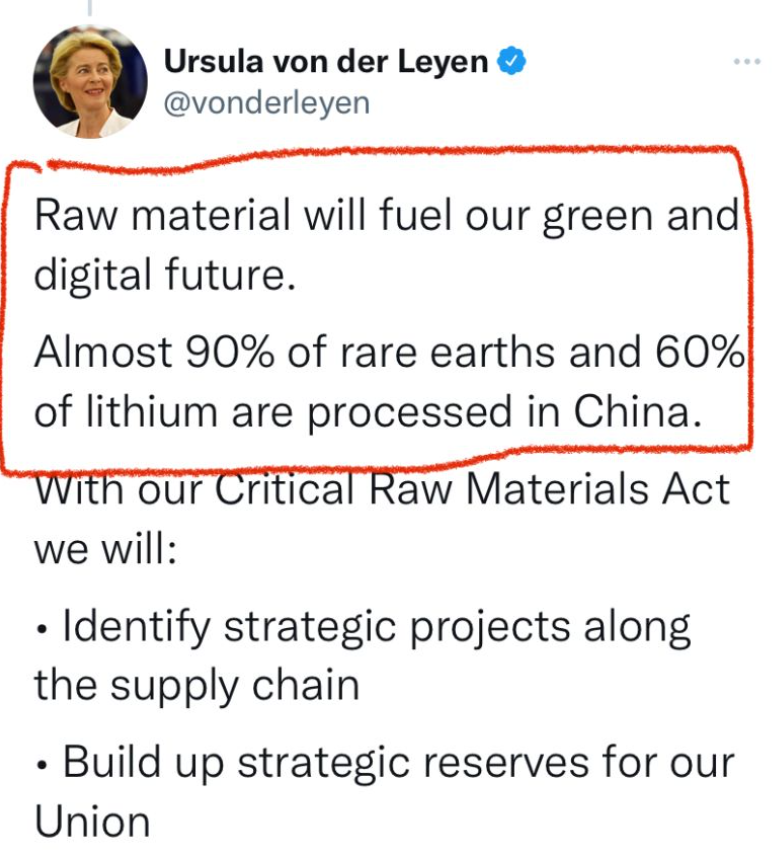 Ursula von der Leyen
@vonderleyen
Raw material will fuel our green and
digital future.
Almost 90% of rare earths and 60%
of lithium are processed in China.
With our Critical Raw Materials Act
we will:
• Identify strategic projects along
the supply chain
• Build up strategic reserves for our
Union